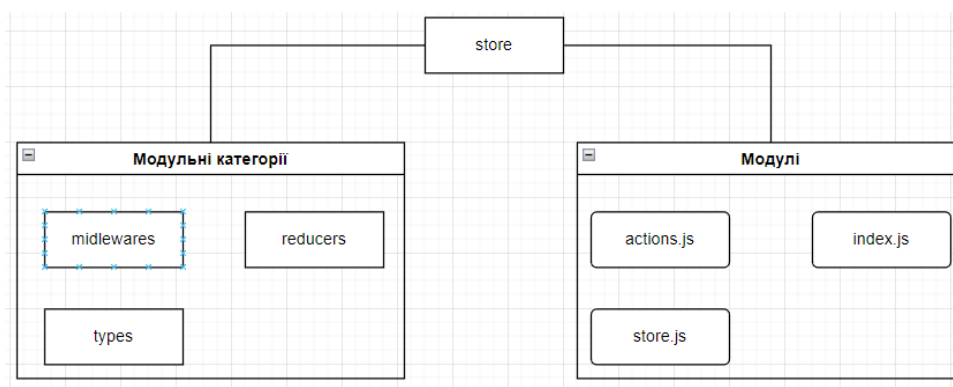 store
Модульні категорії
Модулі
midlewares
reducers
actions.js
index.js
types
store.js